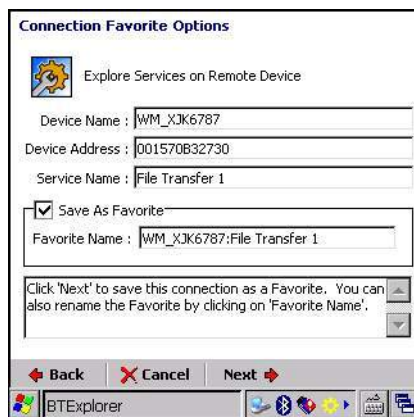 Connection Favorite Options
Explore Services on Remote Device
Device Name : WM_XJK6787
Device Address : 001570B32730
Service Name : File Transfer 1
Save As Favorite
Favorite Name : WM_XJK6787:File Transfer 1
Click 'Next' to save this connection as a Favorite. You can
also rename the Favorite by clicking on 'Favorite Name'.
Back Cancel Next
BTExplorer